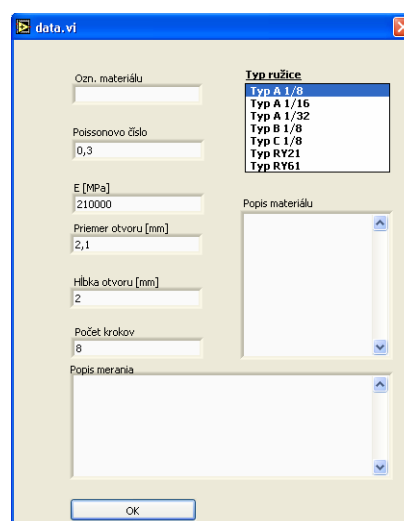 data.vi
Ozn. materiálu
Poissonovo číslo
0,3
E [MPa]
210000
Priemer otvoru [mm]
2,1
Hĺbka otvoru [mm]
2
Počet krokov
8
Typ ružice
Typ A 1/8
Typ A 1/16
Typ A 1/32
Typ B 1/8
Typ C 1/8
Typ RY21
Typ RY61
Popis materiálu
Popis merania
OK